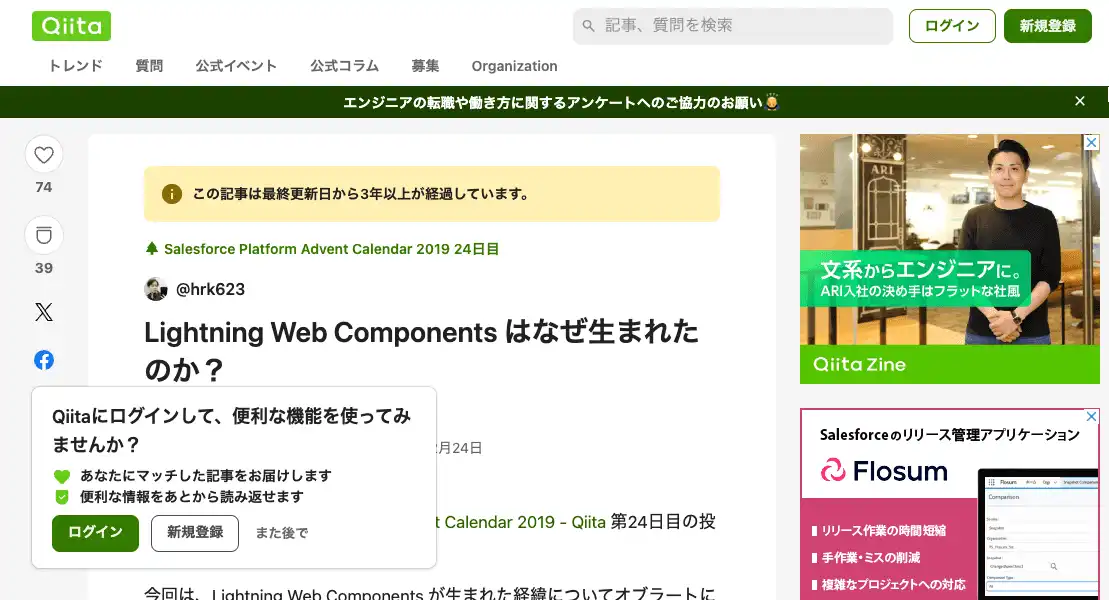 Qiita
記事、質問を検索
ログイン
新規登録
トレンド
質問
公式イベント
公式コラム
募集
Organization
エンジニアの転職や働き方に関するアンケートへのご協力のお願い
74
39
この記事は最終更新日から3年以上が経過しています。
Salesforce Platform Advent Calendar 2019 24日目
@hrk623
Lightning Web Components はなぜ生まれた
のか？
月24日
Qiitaにログインして、便利な機能を使ってみ
ませんか？
あなたにマッチした記事をお届けします
便利な情報をあとから読み返せます
ログイン
新規登録
また後で
t Calendar 2019 - Qiita 第24日目の投
今回は、Lightning Web Components が生まれた経緯についてオブラートに
ARI
文系からエンジニアに。
ARI入社の決め手はフラットな社風
Qiita Zine
Salesforceのリリース管理アプリケーション
Flosum
リリース作業の時間短縮
手作業・ミスの削減
複雑なプロジェクトへの対応
Flosum
Comparison